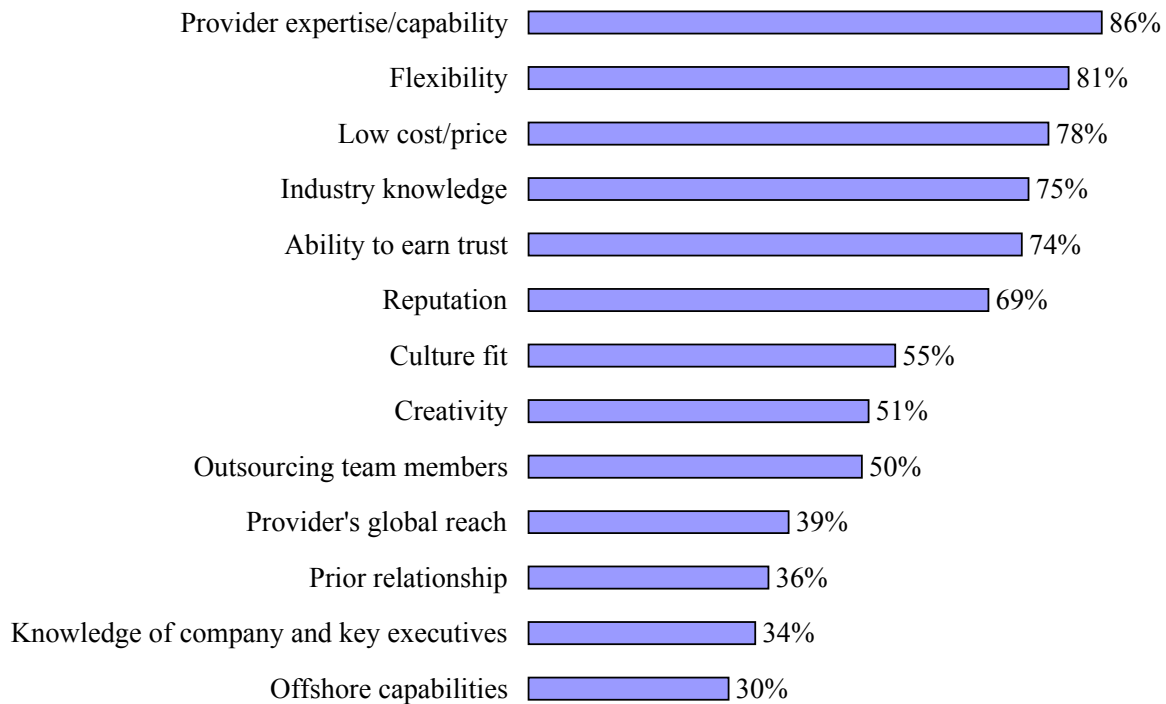 Provider expertise/capability 86%
Flexibility 81%
Low cost/price 78%
Industry knowledge 75%
Ability to earn trust 74%
Reputation 69%
Culture fit 55%
Creativity 51%
Outsourcing team members 50%
Provider's global reach 39%
Prior relationship 36%
Knowledge of company and key executives 34%
Offshore capabilities 30%